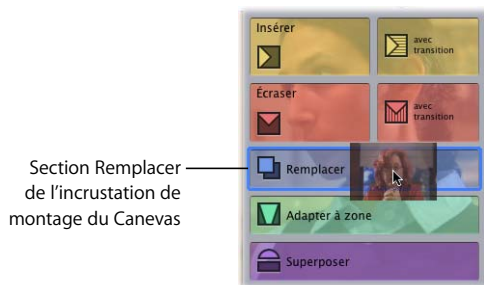 Insérer
avec
transition
Écraser
avec
transition
Section Remplacer
de l’incrustation de
montage du Canevas
Remplacer
Adapter à zone
Superposer